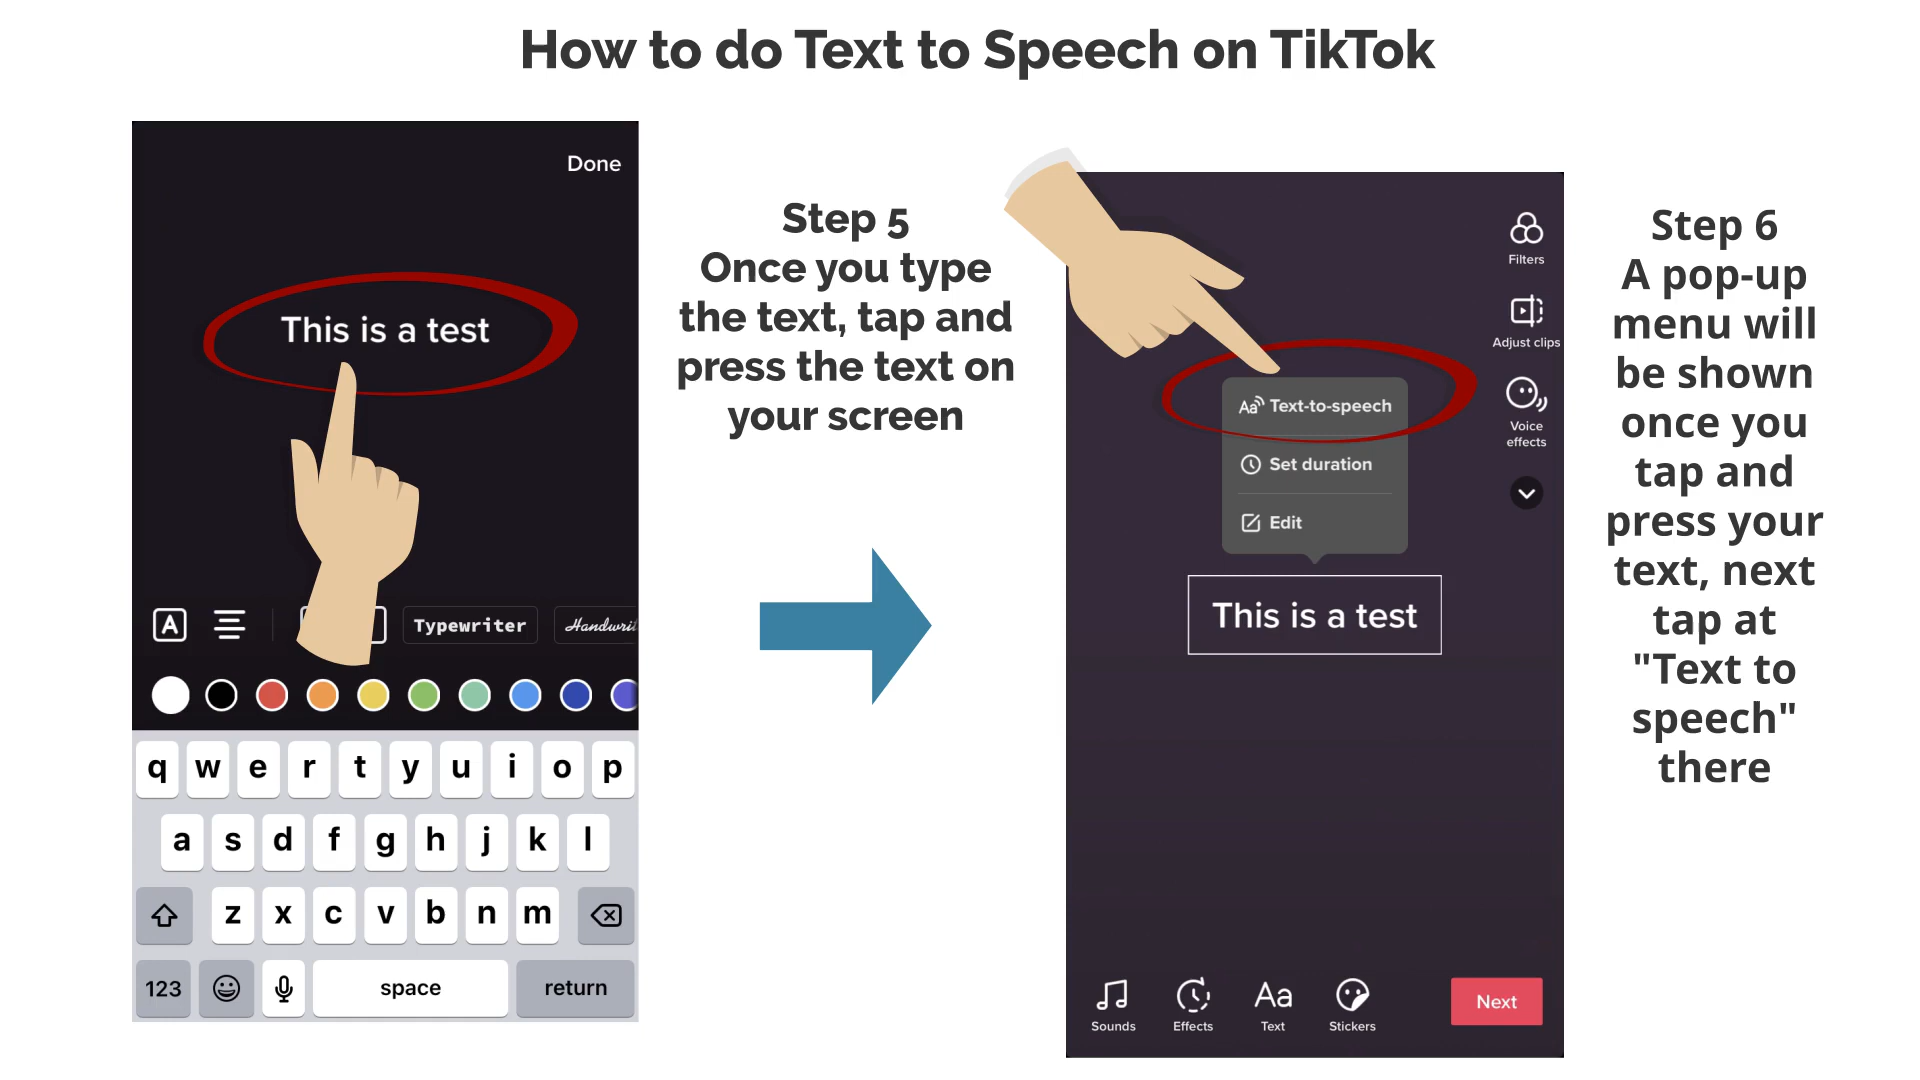 How to do Text to Speech on TikTok
Done
This is a test
A
Typewriter
q w e r t y u i o p
a s d f g h j k l
z x c v b n m
123
space
return
Step 5
Once you type
the text, tap and
press the text on
your screen
Filters
Adjust clips
Voice
effects
Aa Text-to-speech
Set duration
Edit
This is a test
Sounds
Effects
Aa
Text
Stickers
Next
Step 6
A pop-up
menu will
be shown
once you
tap and
press your
text, next
tap at
"Text to
speech"
there